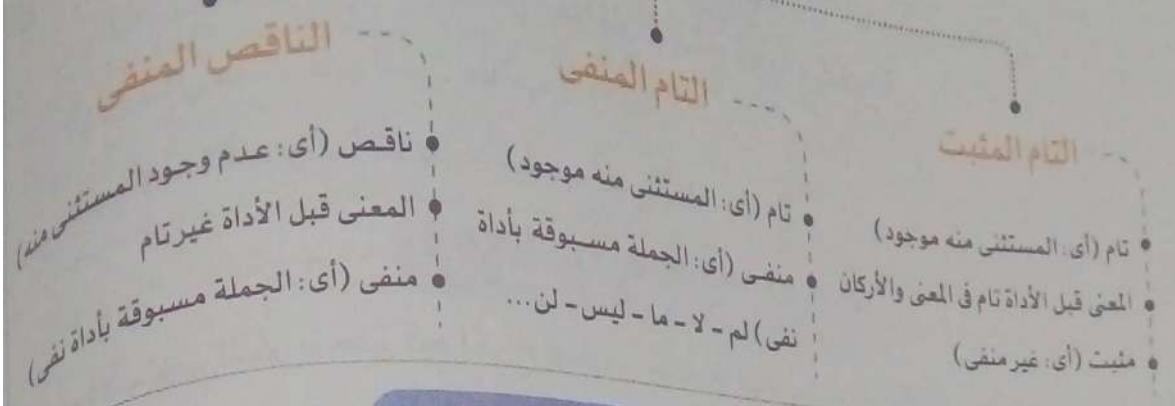 التام المثبت
تام (أى: المستثنى منه موجود)
المعنى قبل الأداة تام فى المعنى والأركان
مثبت (أى: غير منفى)
التام المنفى
تام (أى: المستثنى منه موجود)
منفى (أى: الجملة مسبوقة بأداة
نفى) لم - لا - ما - ليس - لن...
الناقص المنفى
ناقص (أى: عدم وجود المستثنى منه)
المعنى قبل الأداة غير تام
منفى (أى: الجملة مسبوقة بأداة نفى)